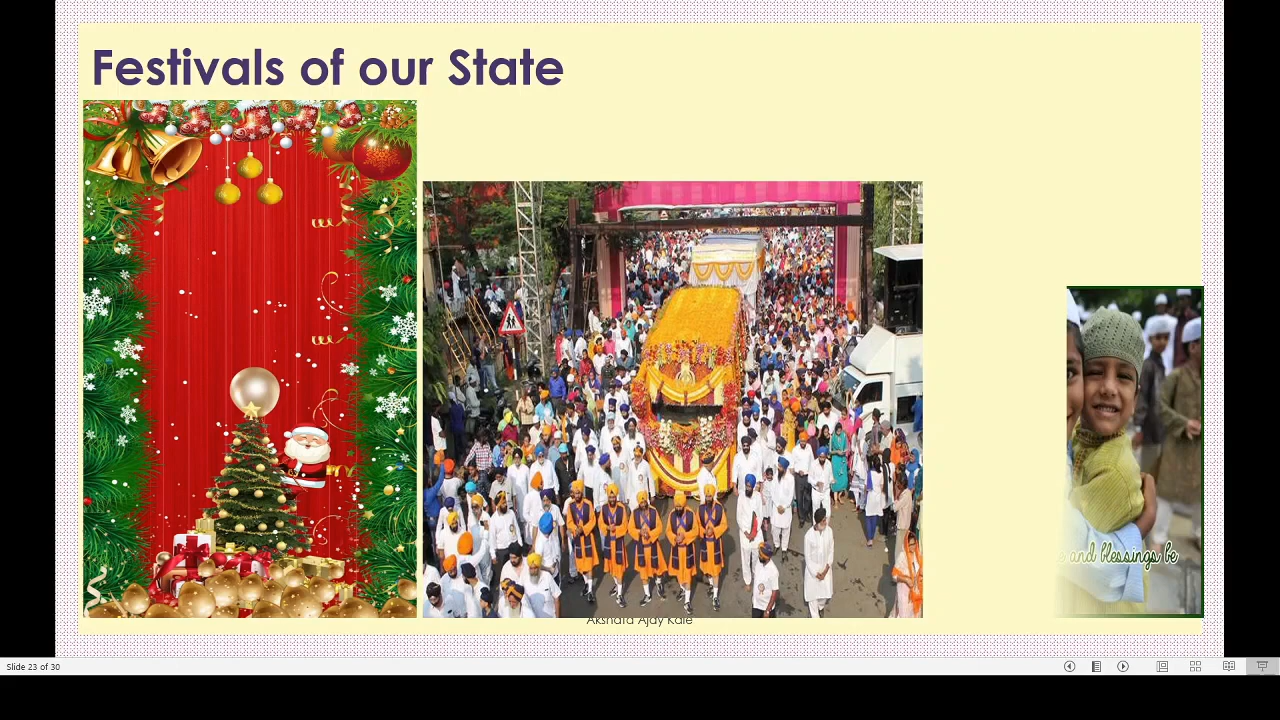 Festivals of our State
e and blessings be
Akshata Ajay Kale
Slide 23 of 30